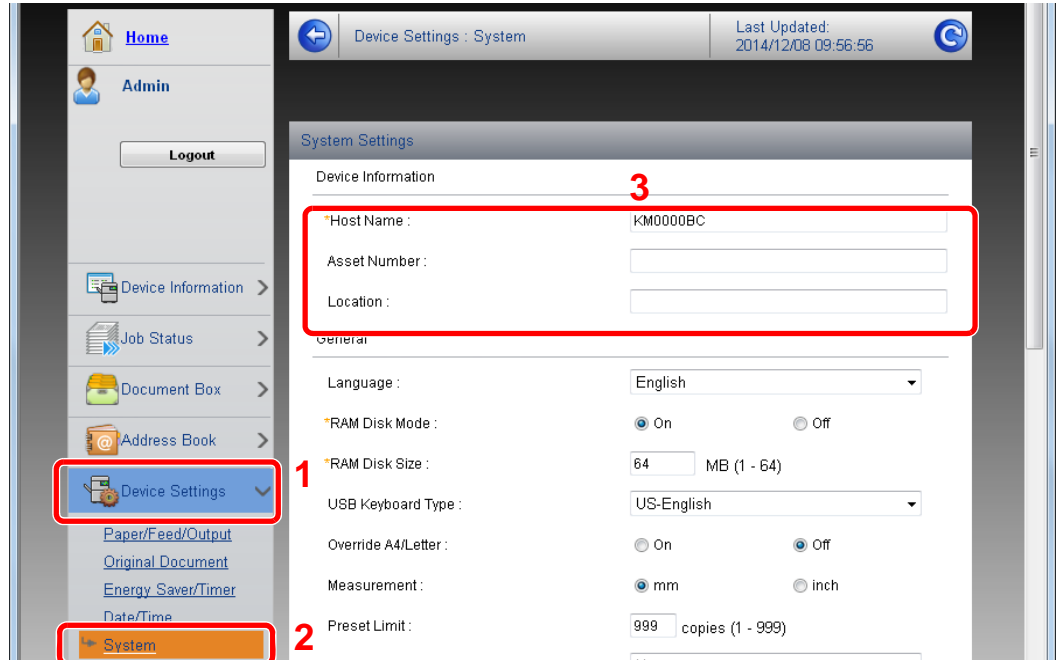 Home
Admin
Logout
Device Information
Job Status
Document Box
Address Book
1
Device Settings
Paper/Feed/Output
Original Document
Energy Saver/Timer
Date/Time
2
System
Device Settings : System
Last Updated:
2014/12/08 09:56:56
System Settings
Device Information
3
*Host Name : KM0000BC
Asset Number :
Location :
General
Language : English
*RAM Disk Mode : On Off
*RAM Disk Size : 64 MB (1 - 64)
USB Keyboard Type : US-English
Override A4/Letter : On Off
Measurement : mm inch
Preset Limit : 999 copies (1 - 999)